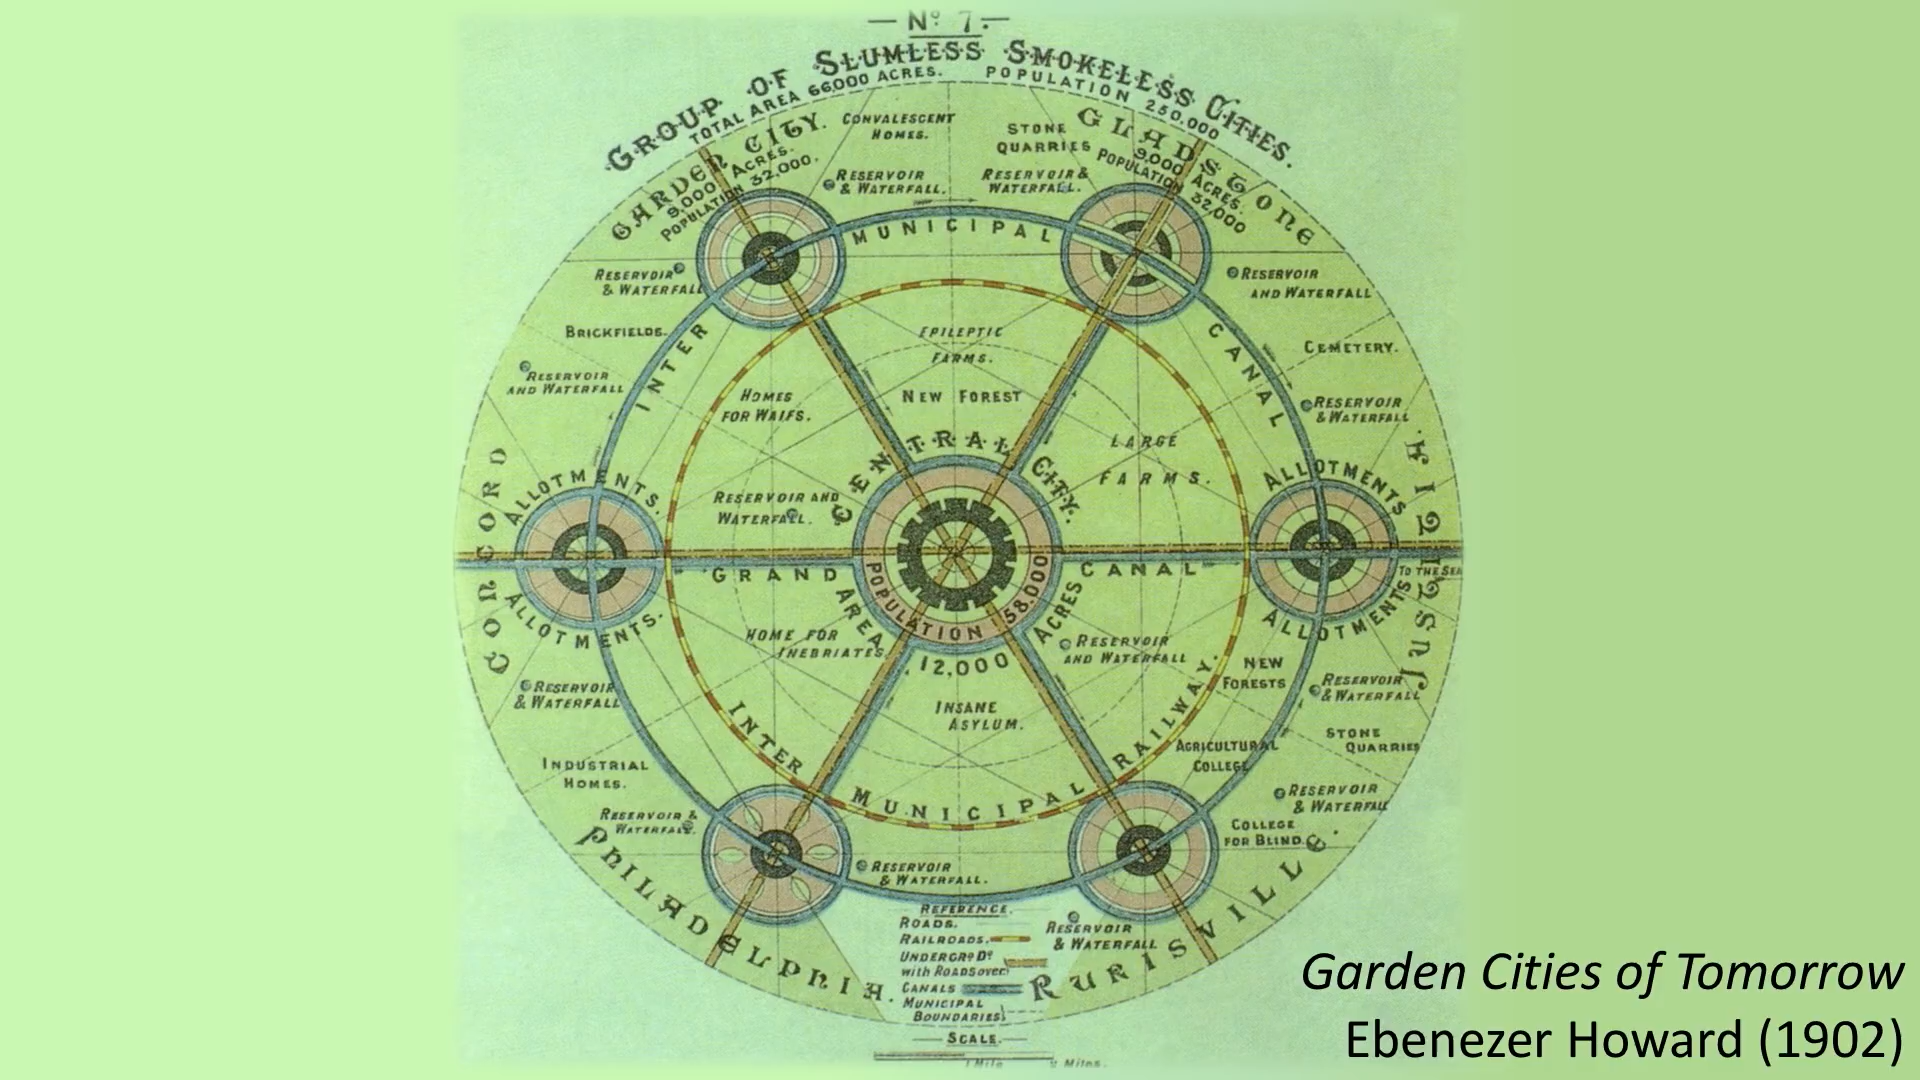 — Nº 7. —
GROUP OF SLUMLESS SMOKELESS CITIES.
TOTAL AREA 66,000 ACRES. POPULATION 250,000
GARDEN CITY.
9,000 ACRES.
POPULATION 32,000.
CONVALESCENT
HOMES.
STONE
QUARRIES
GLADSTONE
9,000 ACRES.
POPULATION 32,000
RESERVOIR
& WATERFALL.
RESERVOIR &
WATERFALL.
INTER MUNICIPAL CANAL
RESERVOIR
& WATERFALL
RESERVOIR
AND WATERFALL
BRICKFIELDS.
EPILEPTIC
FARMS.
CEMETERY.
RESERVOIR
AND WATERFALL
HOMES
FOR WAIFS.
NEW FOREST
RESERVOIR
& WATERFALL
LARGE
FARMS.
CENTRAL CITY.
CONCORD
ALLOTMENTS.
ALLOTMENTS
RESERVOIR AND
WATERFALL.
JUSTITIA
TO THE SEA
GRAND CANAL
POPULATION 58,000
AREA 12,000 ACRES
ALLOTMENTS.
ALLOTMENTS
HOME FOR
INEBRIATES
RESERVOIR
AND WATERFALL
NEW
FORESTS
RESERVOIR
& WATERFALL
RESERVOIR
& WATERFALL
INSANE
ASYLUM.
STONE
QUARRIES
AGRICULTURAL
COLLEGE
INTER MUNICIPAL RAILWAY.
INDUSTRIAL
HOMES.
RESERVOIR
& WATERFALL
RESERVOIR &
WATERFALL.
COLLEGE
FOR BLIND.
PHILADELPHIA.
RESERVOIR
& WATERFALL.
RURISVILLE.
REFERENCE.
ROADS.
RAILROADS.
UNDERGRD Dº
with ROADS over
CANALS
MUNICIPAL
BOUNDARIES
RESERVOIR
& WATERFALL
SCALE.
1 Mile
Miles.
Garden Cities of Tomorrow
Ebenezer Howard (1902)